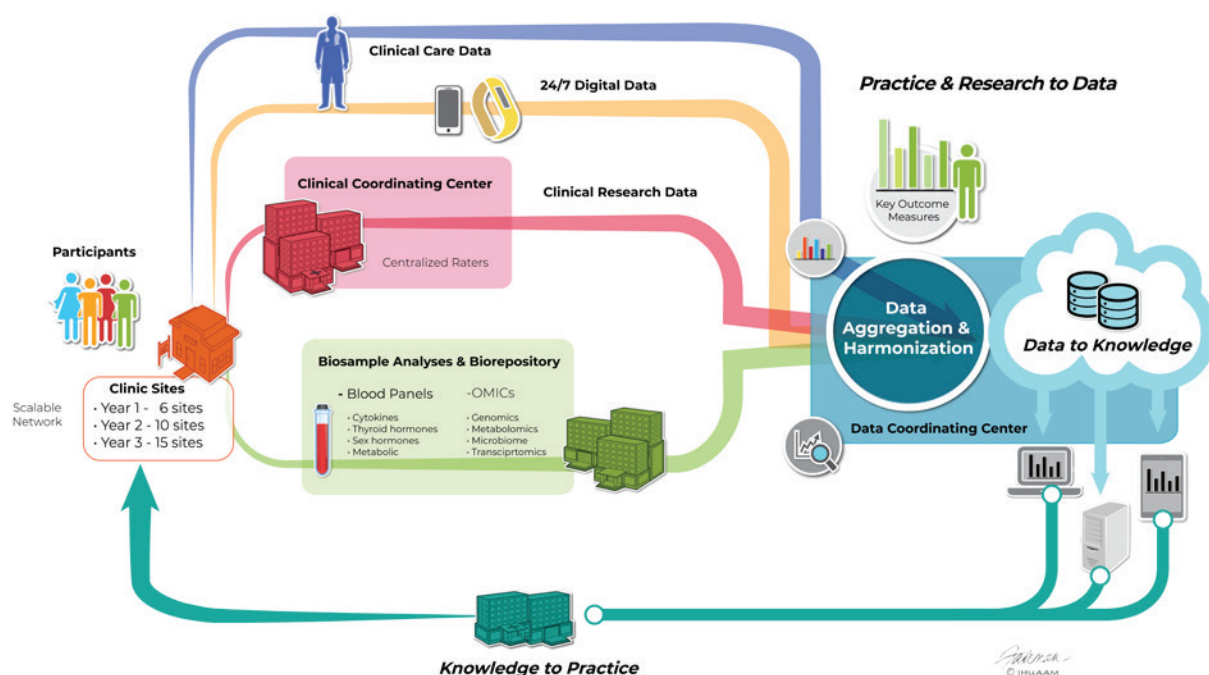 Clinical Care Data
24/7 Digital Data
Practice & Research to Data
Clinical Coordinating Center
Clinical Research Data
Centralized Raters
Key Outcome
Measures
Participants
Data
Aggregation &
Harmonization
Data to Knowledge
Biosample Analyses & Biorepository
- Blood Panels
• Cytokines
• Thyroid hormones
• Sex hormones
• Metabolic
-OMICs
• Genomics
• Metabolomics
• Microbiome
• Transciprtomics
Scalable
Network
Clinic Sites
• Year 1 - 6 sites
• Year 2 - 10 sites
• Year 3 - 15 sites
Data Coordinating Center
Knowledge to Practice
© JHUAAM